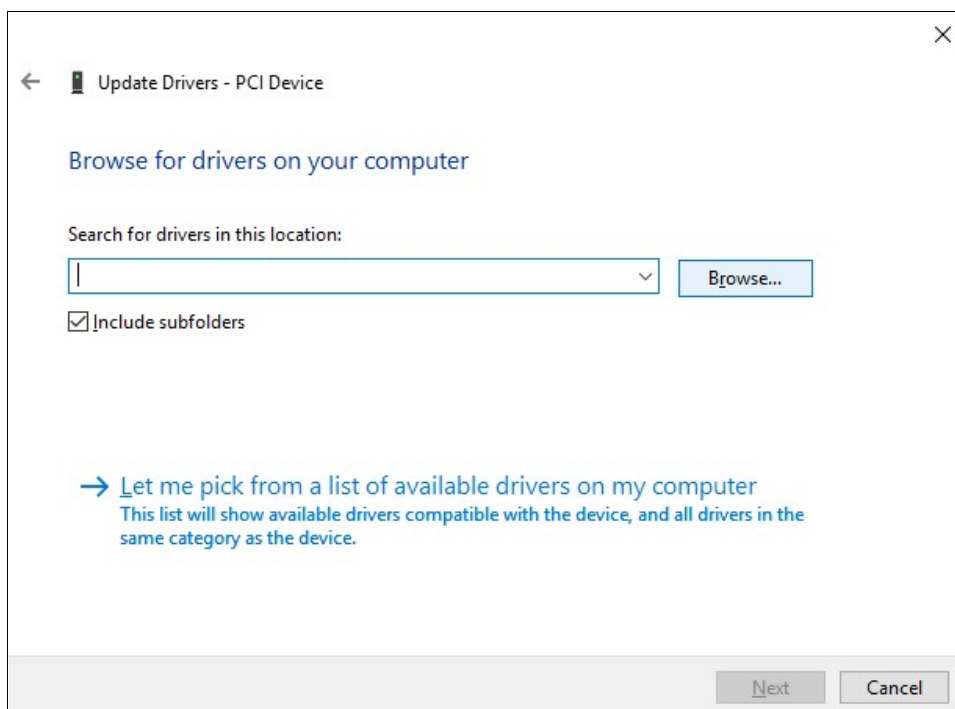 Update Drivers - PCI Device
Browse for drivers on your computer
Search for drivers in this location:
Browse...
Include subfolders
Let me pick from a list of available drivers on my computer
This list will show available drivers compatible with the device, and all drivers in the
same category as the device.
Next
Cancel